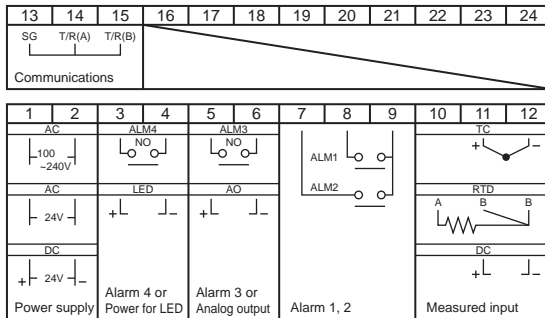 13 14 15 16 17 18 19 20 21 22 23 24
SG T/R(A) T/R(B)
Communications
1 2 3 4 5 6 7 8 9 10 11 12
AC ALM4 ALM3 TC
NO NO + -
100
~240V
ALM1
AC LED AO ALM2 RTD
24V + - + - A B B
DC DC
+ 24V - + -
Power supply
Alarm 4 or
Power for LED
Alarm 3 or
Analog output
Alarm 1, 2
Measured input